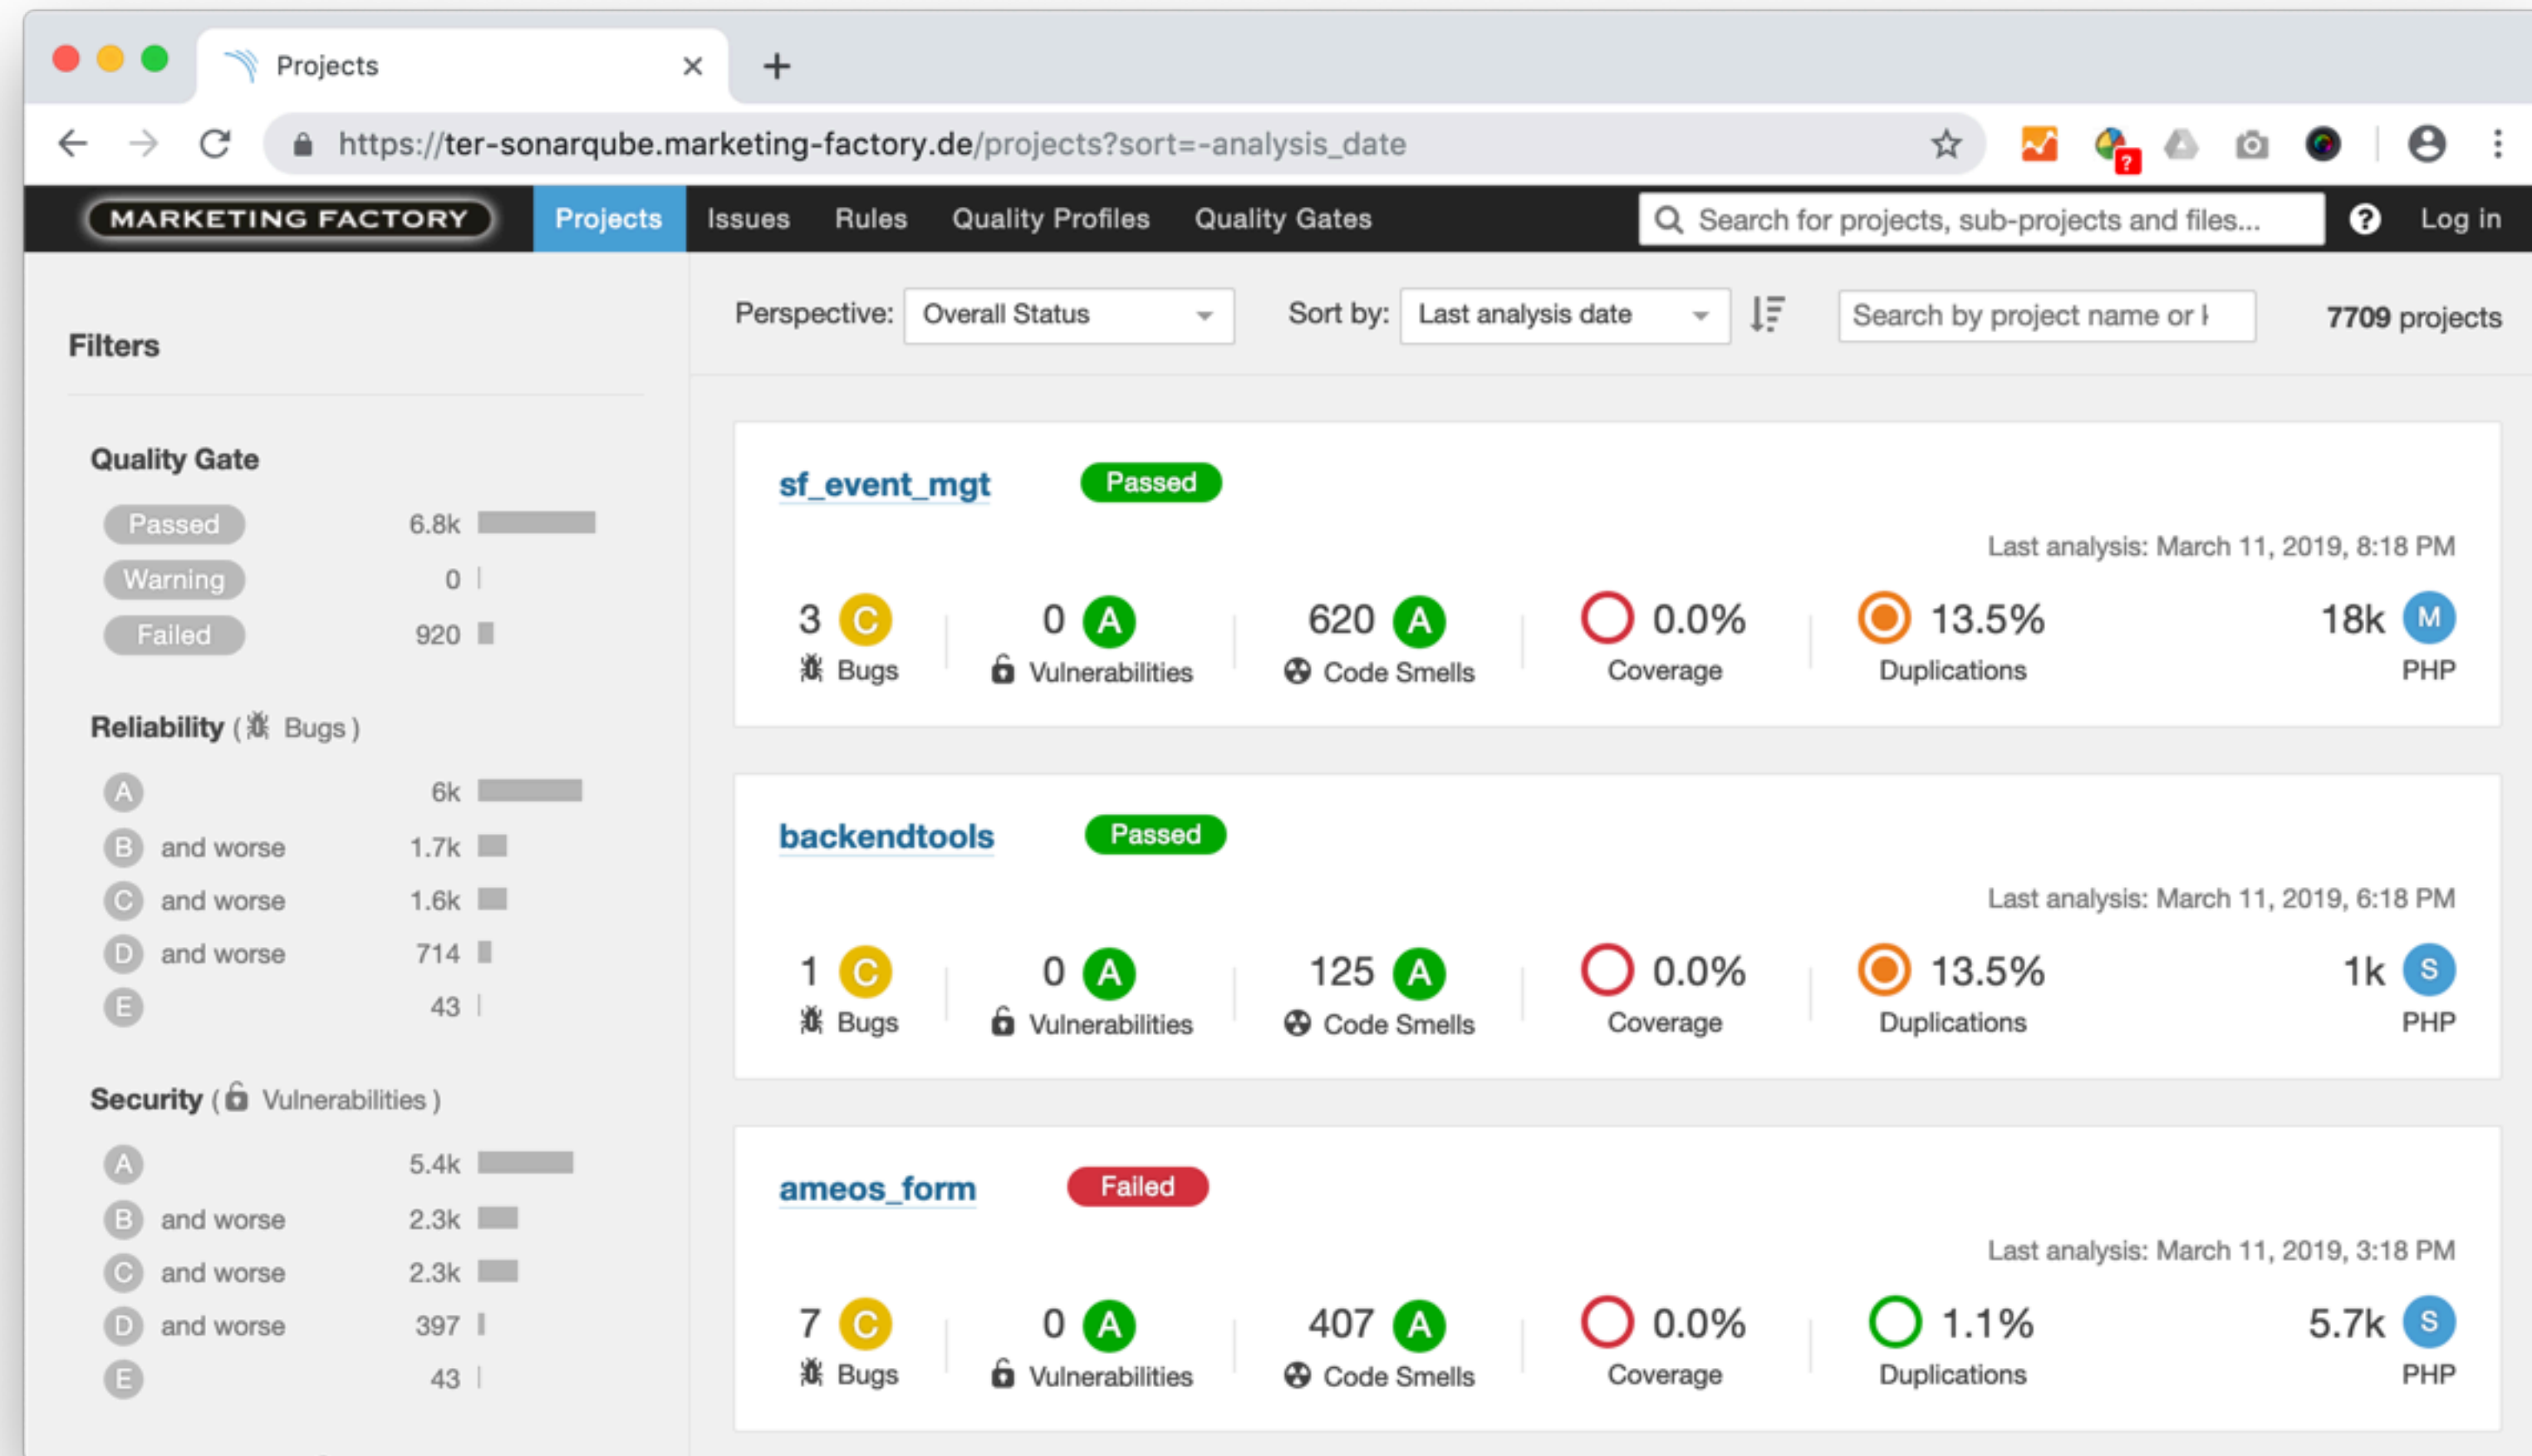 Projects
https://ter-sonarqube.marketing-factory.de/projects?sort=-analysis_date
?
MARKETING FACTORY Projects Issues Rules Quality Profiles Quality Gates Search for projects, sub-projects and files... ? Log in
Perspective: Overall Status Sort by: Last analysis date Search by project name or 7709 projects
Filters
Quality Gate
Passed 6.8k
Warning 0
Failed 920
Reliability ( Bugs )
A 6k
B and worse 1.7k
C and worse 1.6k
D and worse 714
E 43
Security ( Vulnerabilities )
A 5.4k
B and worse 2.3k
C and worse 2.3k
D and worse 397
E 43
sf_event_mgt Passed
Last analysis: March 11, 2019, 8:18 PM
3 C 0 A 620 A 0.0% 13.5% 18k M
Bugs Vulnerabilities Code Smells Coverage Duplications PHP
backendtools Passed
Last analysis: March 11, 2019, 6:18 PM
1 C 0 A 125 A 0.0% 13.5% 1k S
Bugs Vulnerabilities Code Smells Coverage Duplications PHP
ameos_form Failed
Last analysis: March 11, 2019, 3:18 PM
7 C 0 A 407 A 0.0% 1.1% 5.7k S
Bugs Vulnerabilities Code Smells Coverage Duplications PHP